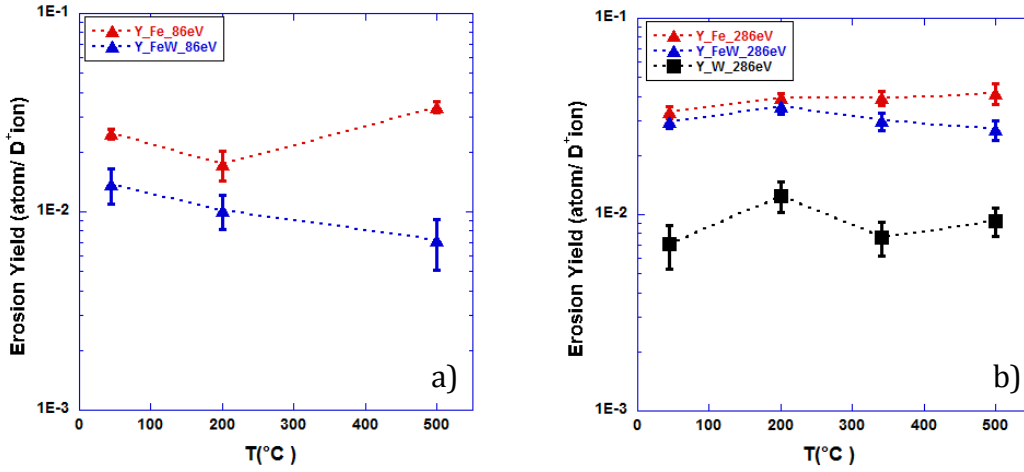 1E-1
Y_Fe_86eV
Y_FeW_86eV
1E-2
1E-3
Erosion Yield (atom/ D+ion)
0 100 200 300 400 500
T(°C )
a)
1E-1
Y_Fe_286eV
Y_FeW_286eV
Y_W_286eV
1E-2
1E-3
Erosion Yield (atom/ D+ion)
0 100 200 300 400 500
T(°C )
b)